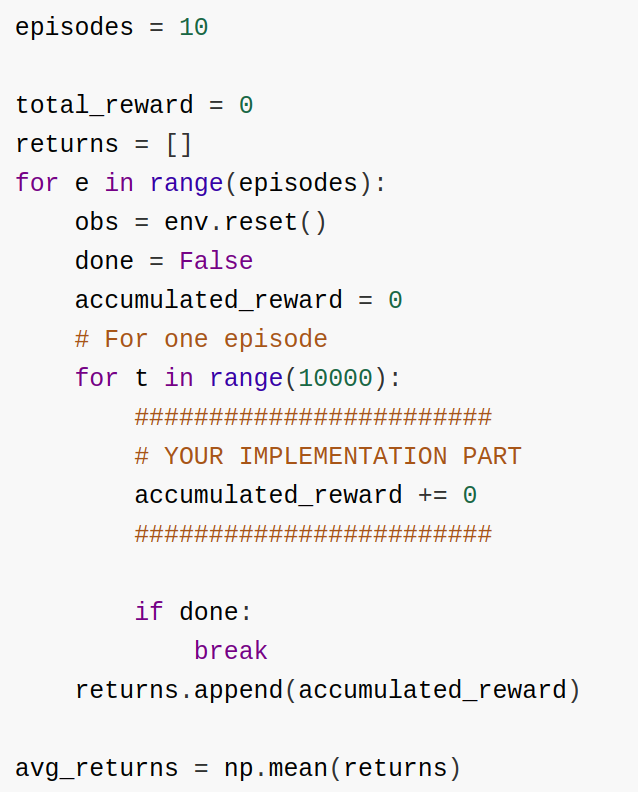 episodes = 10
total_reward = 0
returns = []
for e in range(episodes):
    obs = env.reset()
    done = False
    accumulated_reward = 0
    # For one episode
    for t in range(10000):
        ########################
        # YOUR IMPLEMENTATION PART
        accumulated_reward += 0
        ########################
        if done:
            break
    returns.append(accumulated_reward)
avg_returns = np.mean(returns)